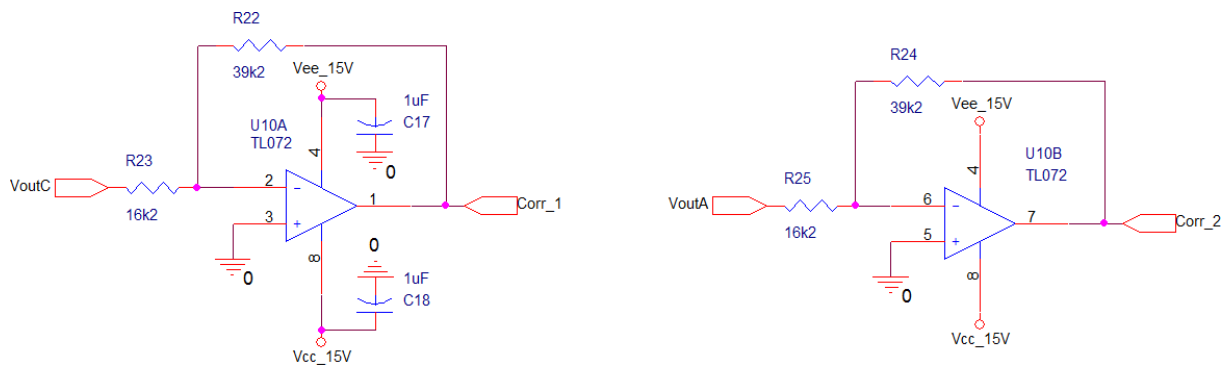 R22
39k2
Vee_15V
1uF
C17
0
U10A
TL072
4
R23
16k2
VoutC
2
-
3
+
1
Corr_1
0
8
0
1uF
C18
Vcc_15V
R24
39k2
Vee_15V
4
U10B
TL072
R25
16k2
VoutA
6
-
5
+
7
Corr_2
0
8
Vcc_15V